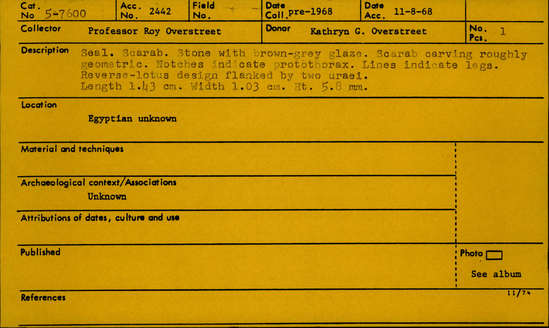 Cat. No. 5-7600 Acc. No. 2442 Field No. Date Coll. pre-1968 Date Acc. 11-8-68
Collector Professor Roy Overstreet Donor Kathryn G. Overstreet No. Pcs. 1
Description Seal. Scarab. Stone with brown-grey glaze. Scarab carving roughly
geometric. Notches indicate protothorax. Lines indicate legs.
Reverse-lotus design flanked by two uraei.
Length 1.43 cm. Width 1.03 cm. Ht. 5.8 mm.
Location
Egyptian unknown
Material and techniques
Archaeological context/Associations
Unknown
Attributions of dates, culture and use
Published
Photo
See album
References
11/74